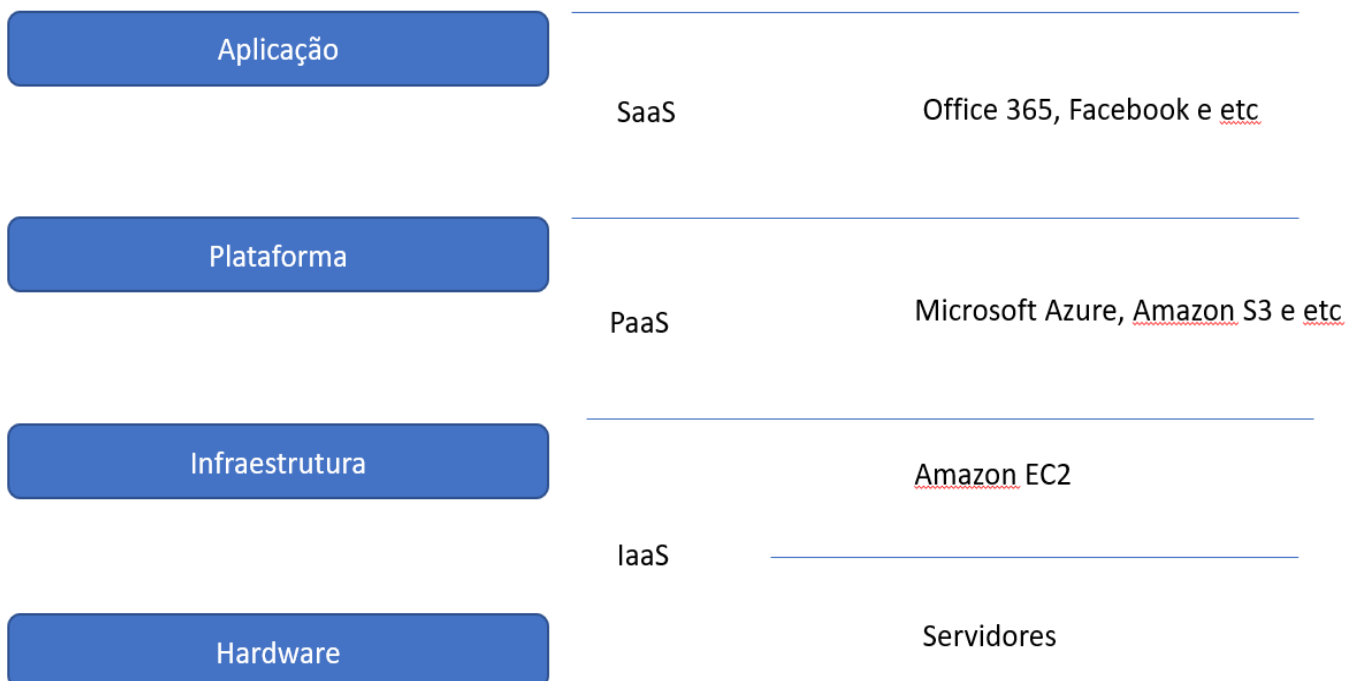 Aplicação
SaaS
Office 365, Facebook e etc
Plataforma
PaaS
Microsoft Azure, Amazon S3 e etc
Infraestrutura
Amazon EC2
IaaS
Servidores
Hardware